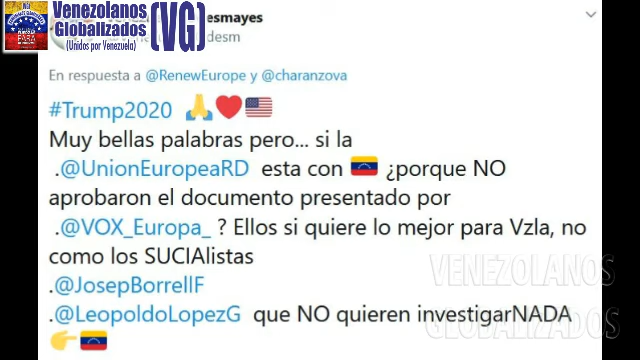 Venezolanos
Globalizados
(Unidos por Venezuela)
(VG)
esmayes
desm
En respuesta a @RenewEurope y @charanzova
#Trump2020 🙏❤️🇺🇸
Muy bellas palabras pero... si la
.@UnionEuropeaRD esta con 🇻🇪 ¿porque NO
aprobaron el documento presentado por
.@VOX_Europa_ ? Ellos si quiere lo mejor para Vzla, no
como los SUCIAlistas
.@JosepBorrellF
.@LeopoldoLopezG que NO quieren investigarNADA
👉🇻🇪
VENEZOLANOS
GLOBALIZADOS